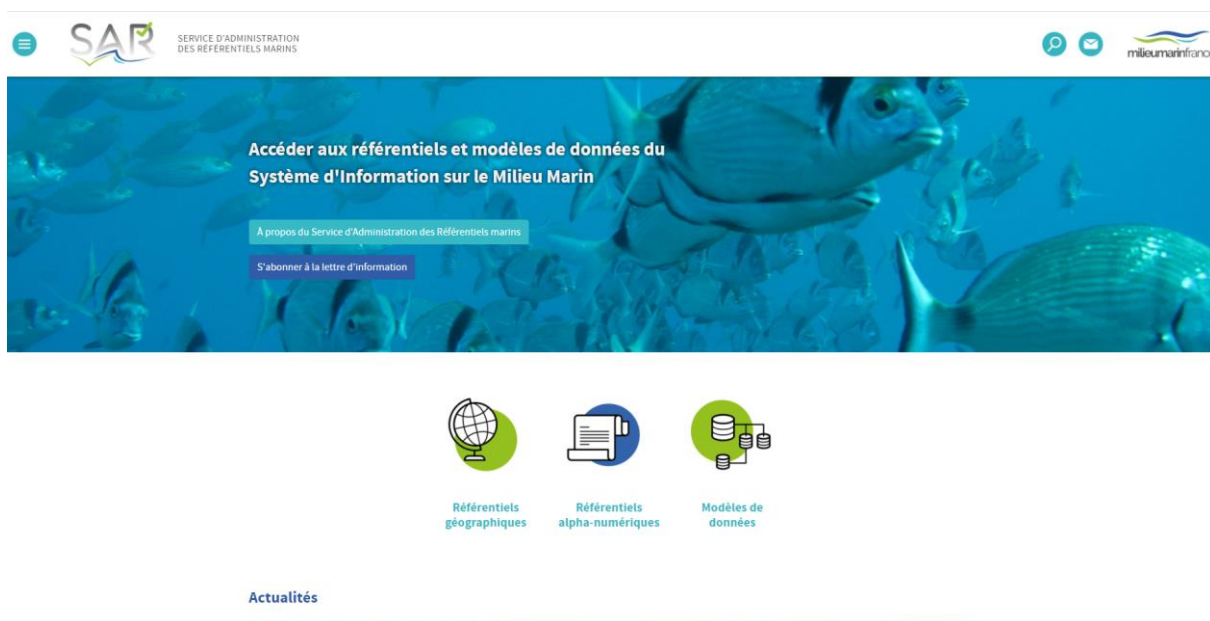 SAR
SERVICE D'ADMINISTRATION
DES RÉFÉRENTIELS MARINS
milieumarinfranc
Accéder aux référentiels et modèles de données du
Système d'Information sur le Milieu Marin
À propos du Service d'Administration des Référentiels marins
S'abonner à la lettre d'information
Référentiels
géographiques
Référentiels
alpha-numériques
Modèles de
données
Actualités